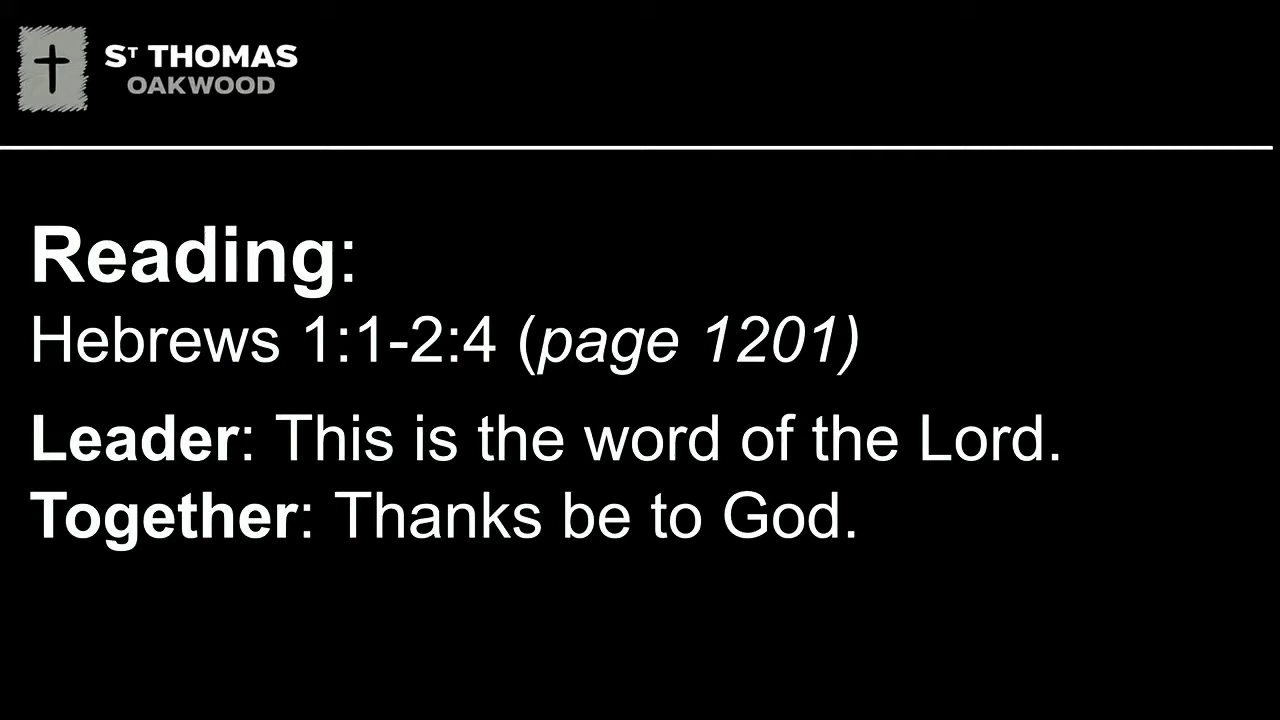 ST THOMAS
OAKWOOD
Reading:
Hebrews 1:1-2:4 (page 1201)
Leader: This is the word of the Lord.
Together: Thanks be to God.